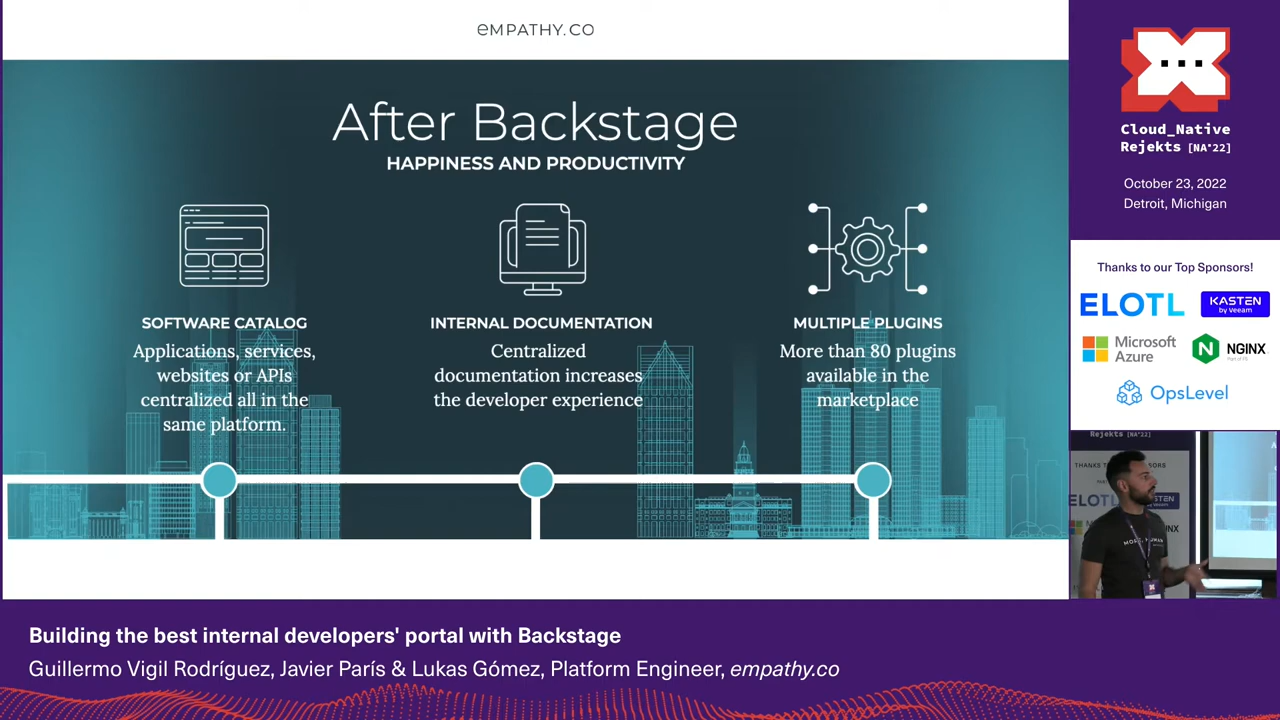 eMPATHY.CO
After Backstage
HAPPINESS AND PRODUCTIVITY
SOFTWARE CATALOG
Applications, services,
websites or APIs
centralized all in the
same platform.
INTERNAL DOCUMENTATION
Centralized
documentation increases
the developer experience
MULTIPLE PLUGINS
More than 80 plugins
available in the
marketplace
Cloud_Native
Rejekts [NA'22]
October 23, 2022
Detroit, Michigan
Thanks to our Top Sponsors!
ELOTL
KASTEN
by Veeam
Microsoft
Azure
NGINX
OpsLevel
Rejekts [NA'22]
Building the best internal developers' portal with Backstage
Guillermo Vigil Rodríguez, Javier París & Lukas Gómez, Platform Engineer, empathy.co